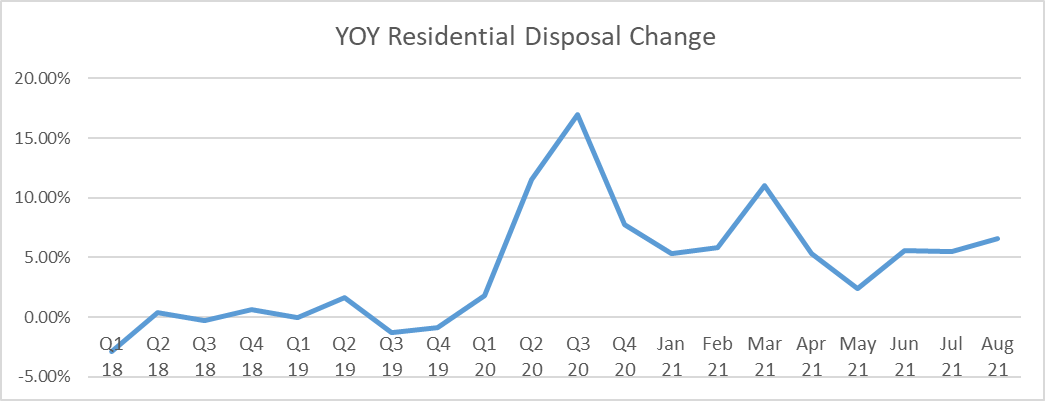 YOY Residential Disposal Change
20.00%
15.00%
10.00%
5.00%
0.00%
-5.00%
Q1 Q2 Q3 Q4 Q1 Q2 Q3 Q4 Q1 Q2 Q3 Q4 Jan Feb Mar Apr May Jun Jul Aug
18 18 18 18 19 19 19 19 20 20 20 20 21 21 21 21 21 21 21 21